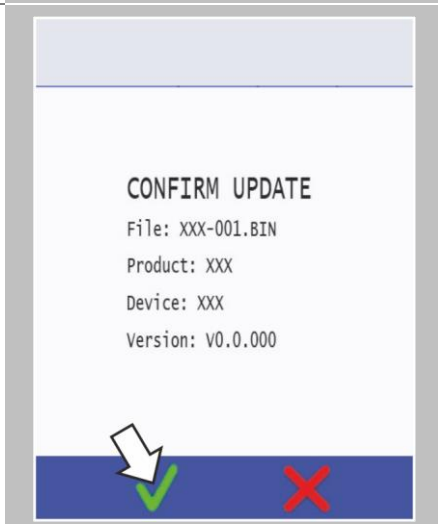 CONFIRM UPDATE
File: XXX-001.BIN
Product: XXX
Device: XXX
Version: V0.0.000